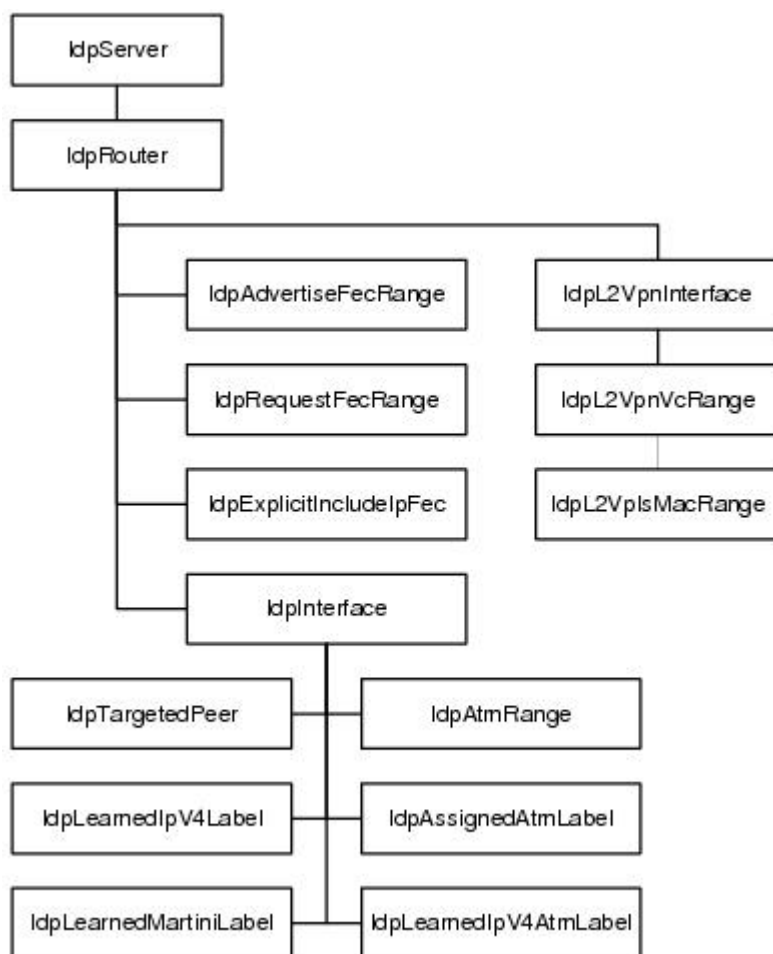 ldpServer
ldpRouter
ldpAdvertiseFecRange
ldpL2VpnInterface
ldpRequestFecRange
ldpL2VpnVcRange
ldpExplicitIncludeIpFec
ldpL2VplsMacRange
ldpInterface
ldpTargetedPeer
ldpAtmRange
ldpLearnedIpV4Label
ldpAssignedAtmLabel
ldpLearnedMartiniLabel
ldpLearnedIpV4AtmLabel